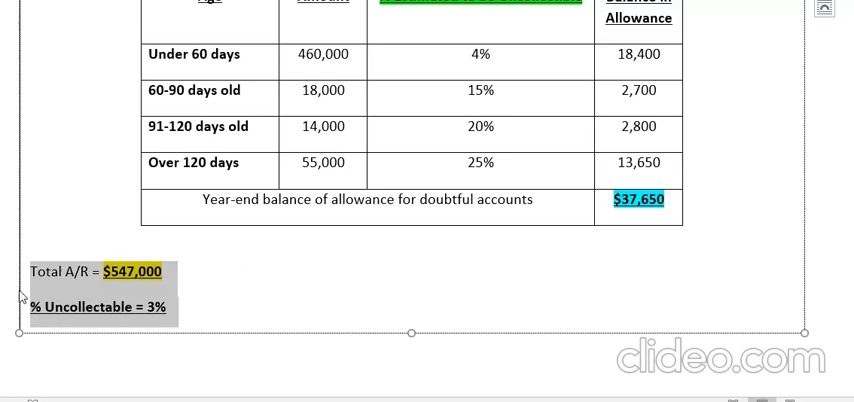 Allowance
Under 60 days 460,000 4% 18,400
60-90 days old 18,000 15% 2,700
91-120 days old 14,000 20% 2,800
Over 120 days 55,000 25% 13,650
Year-end balance of allowance for doubtful accounts $37,650
Total A/R = $547,000
% Uncollectable = 3%
clideo.com